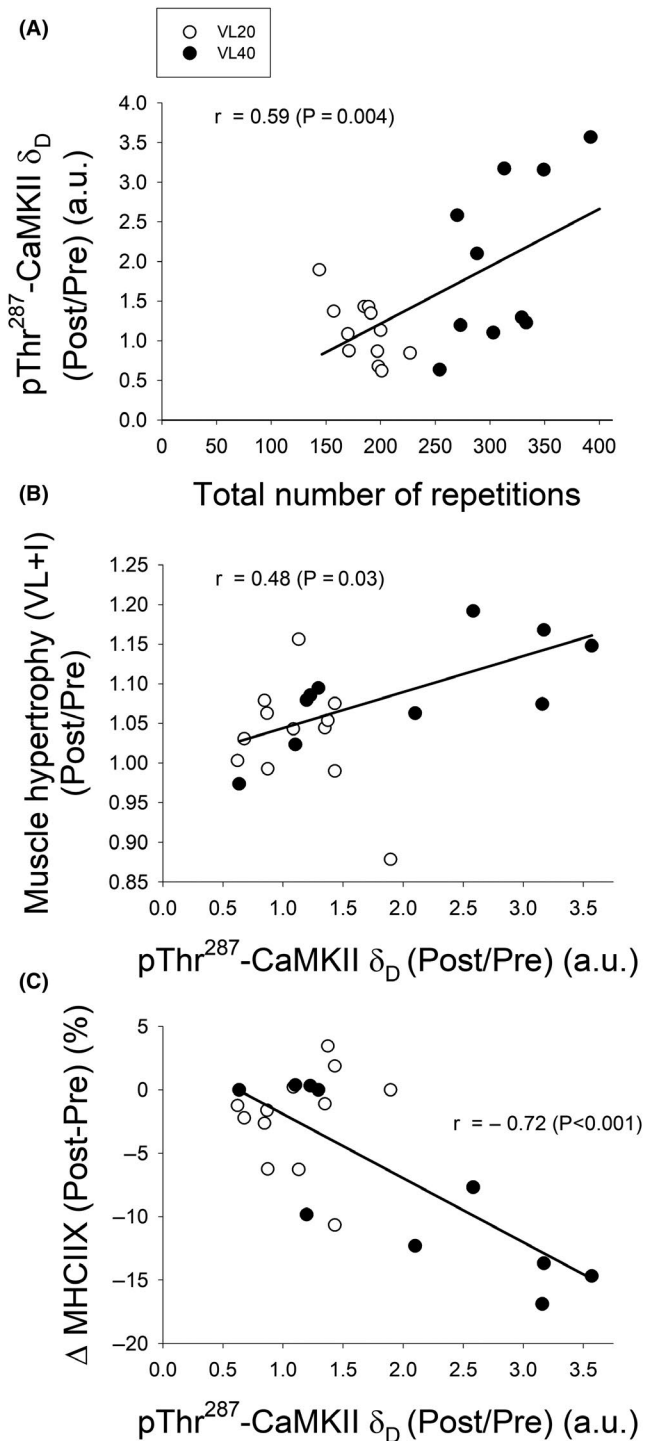 (A)
VL20
VL40
r = 0.59 (P = 0.004)
pThr²⁸⁷-CaMKII δD
(Post/Pre) (a.u.)
4.0
3.5
3.0
2.5
2.0
1.5
1.0
0.5
0.0
0 50 100 150 200 250 300 350 400
Total number of repetitions
(B)
r = 0.48 (P = 0.03)
Muscle hypertrophy (VL+I)
(Post/Pre)
1.25
1.20
1.15
1.10
1.05
1.00
0.95
0.90
0.85
0.0 0.5 1.0 1.5 2.0 2.5 3.0 3.5
pThr²⁸⁷-CaMKII δD (Post/Pre) (a.u.)
(C)
r = – 0.72 (P<0.001)
Δ MHCIIX (Post-Pre) (%)
5
0
–5
–10
–15
–20
0.0 0.5 1.0 1.5 2.0 2.5 3.0 3.5
pThr²⁸⁷-CaMKII δD (Post/Pre) (a.u.)